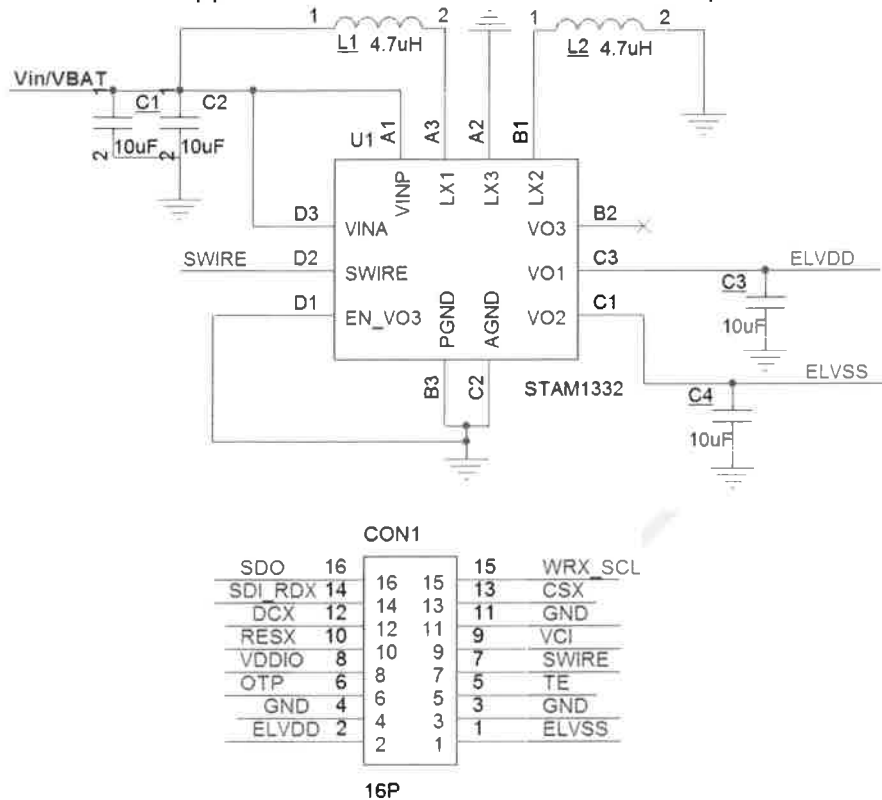 1 2 1 2
L1 4.7uH L2 4.7uH
Vin/VBAT
1 C1 1 C2
2 10uF 2 10uF
U1 A1 A3 A2 B1
VINP LX1 LX3 LX2
D3 VINA VO3 B2
SWIRE D2 SWIRE VO1 C3 ELVDD
D1 EN_VO3 PGND AGND VO2 C1
C3
10uF
B3 C2 STAM1332
ELVSS
C4
10uF
CON1
SDO 16 16 15 15 WRX_SCL
SDI_RDX 14 14 13 13 CSX
DCX 12 12 11 11 GND
RESX 10 10 9 9 VCI
VDDIO 8 8 7 7 SWIRE
OTP 6 6 5 5 TE
GND 4 4 3 3 GND
ELVDD 2 2 1 1 ELVSS
16P